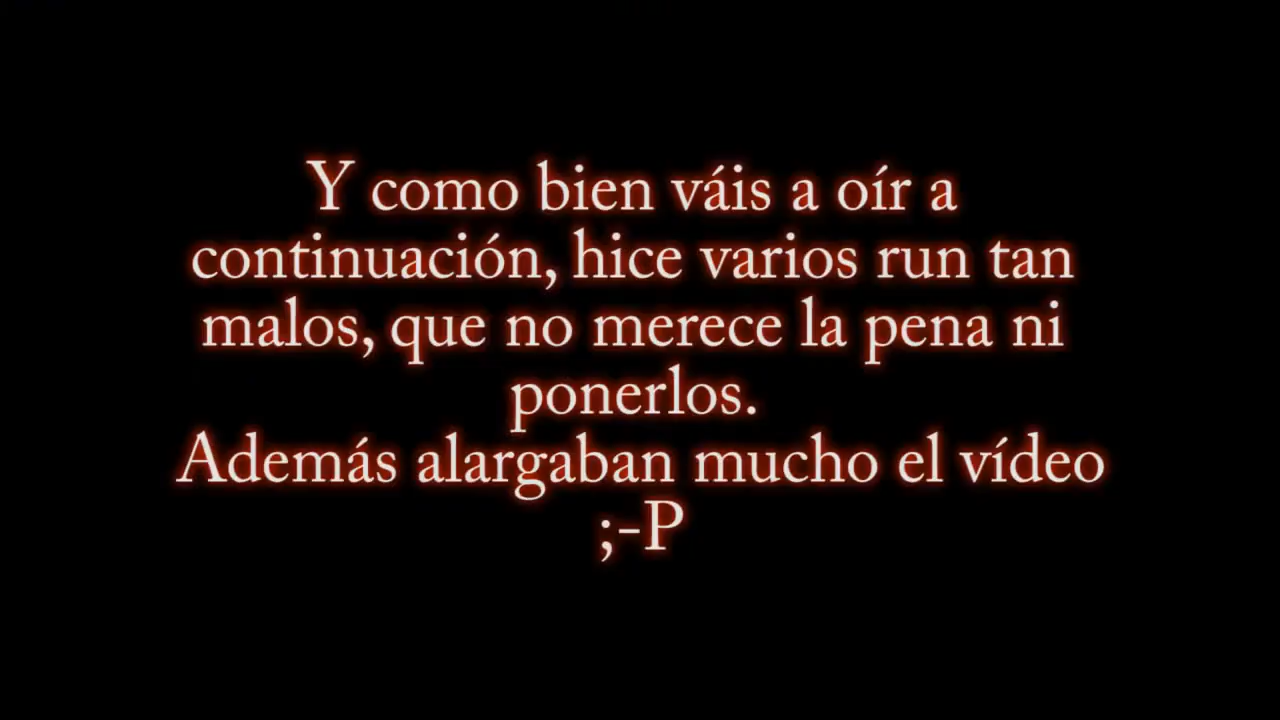 Y como bien váis a oír a
continuación, hice varios run tan
malos, que no merece la pena ni
ponerlos.
Además alargaban mucho el vídeo
;-P